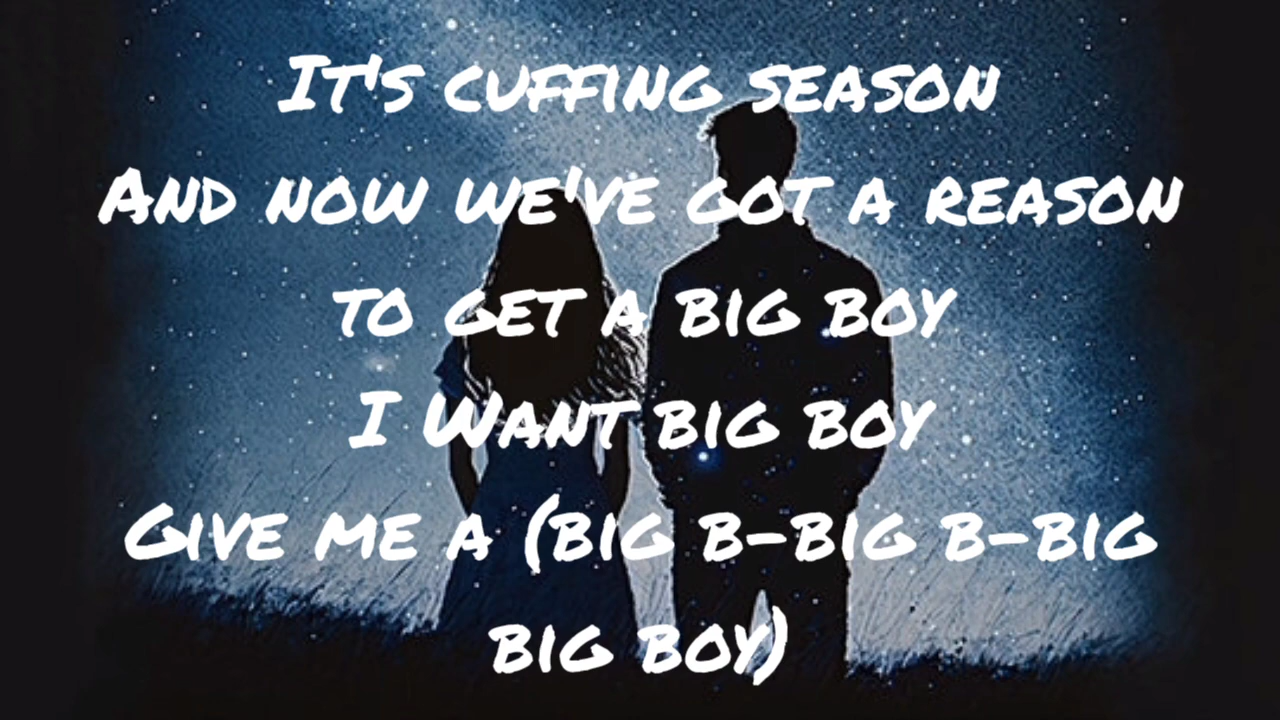 It's cuffing season
And now we've got a reason
to get a big boy
I Want big boy
Give me a (big b-big b-big
big boy)